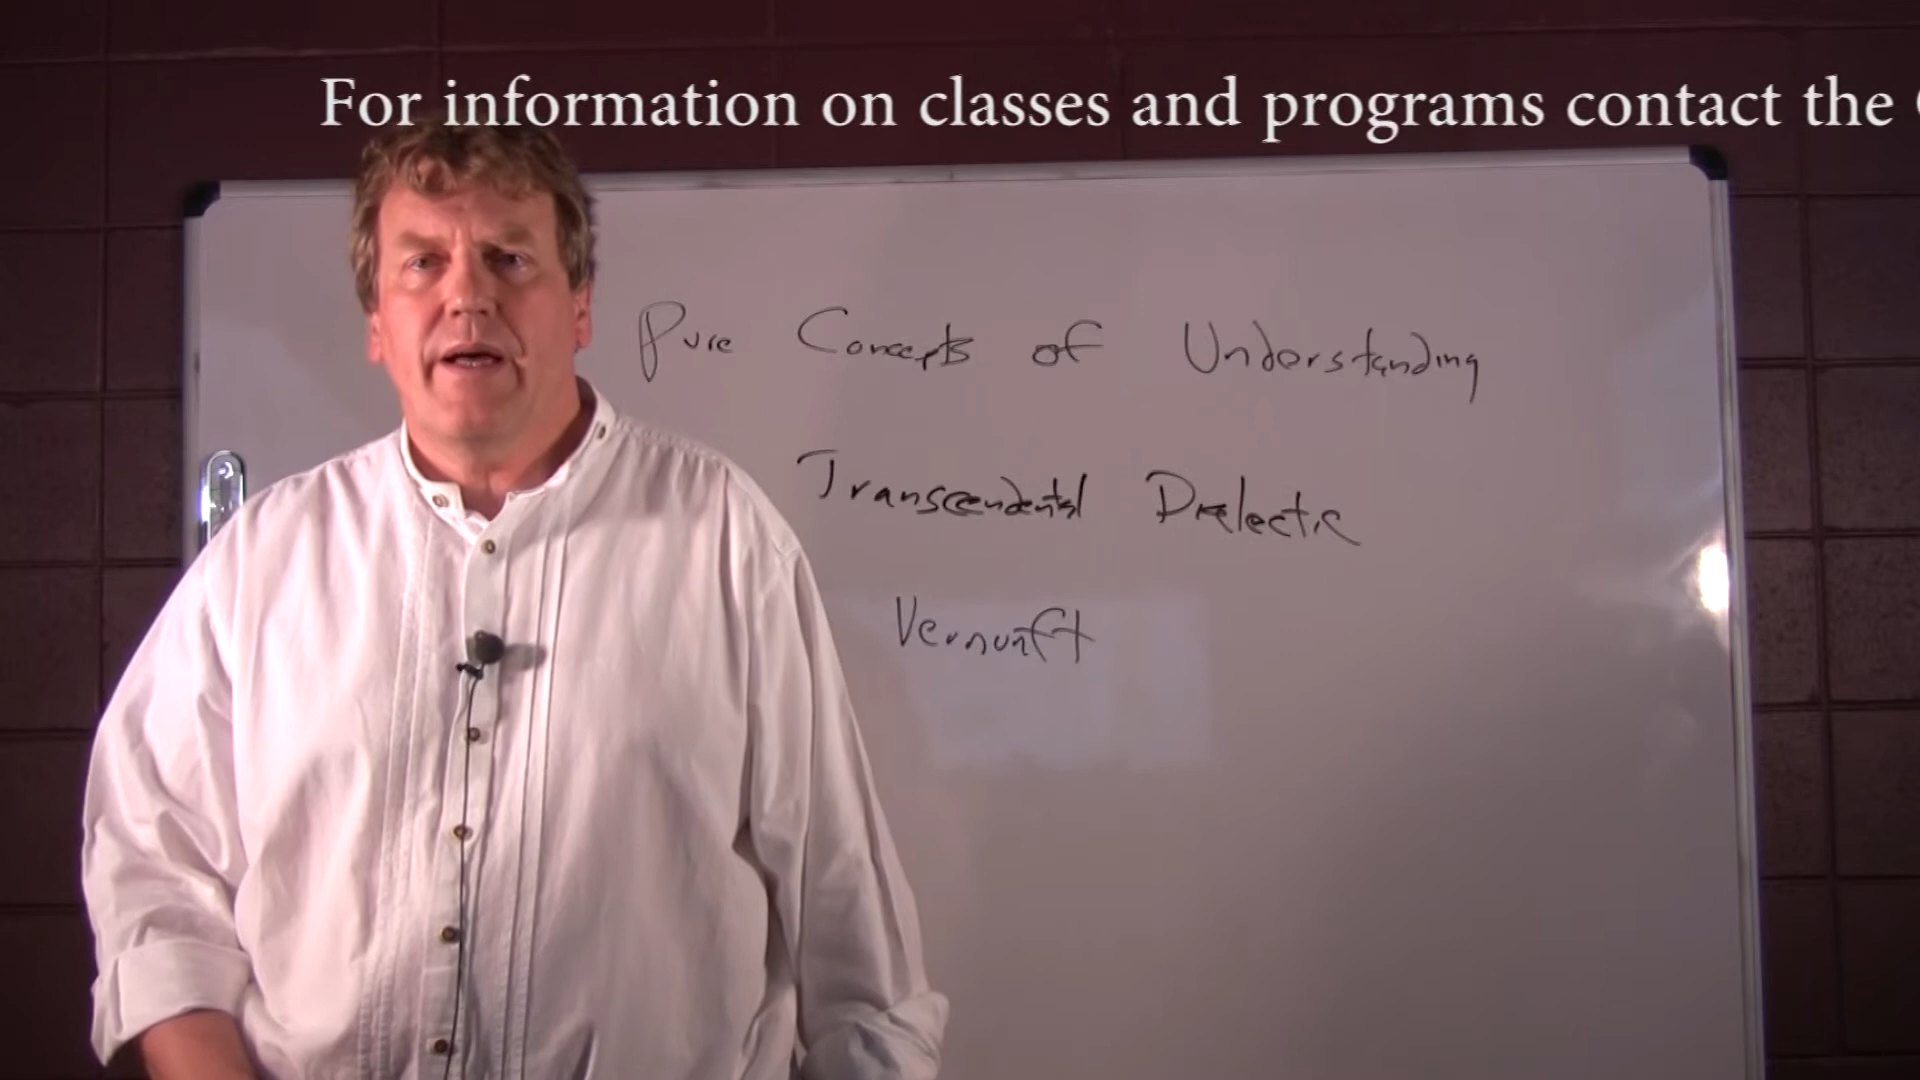 For information on classes and programs contact the
Pure Concepts of Understanding
Transcendental Dialectic
Vernunft